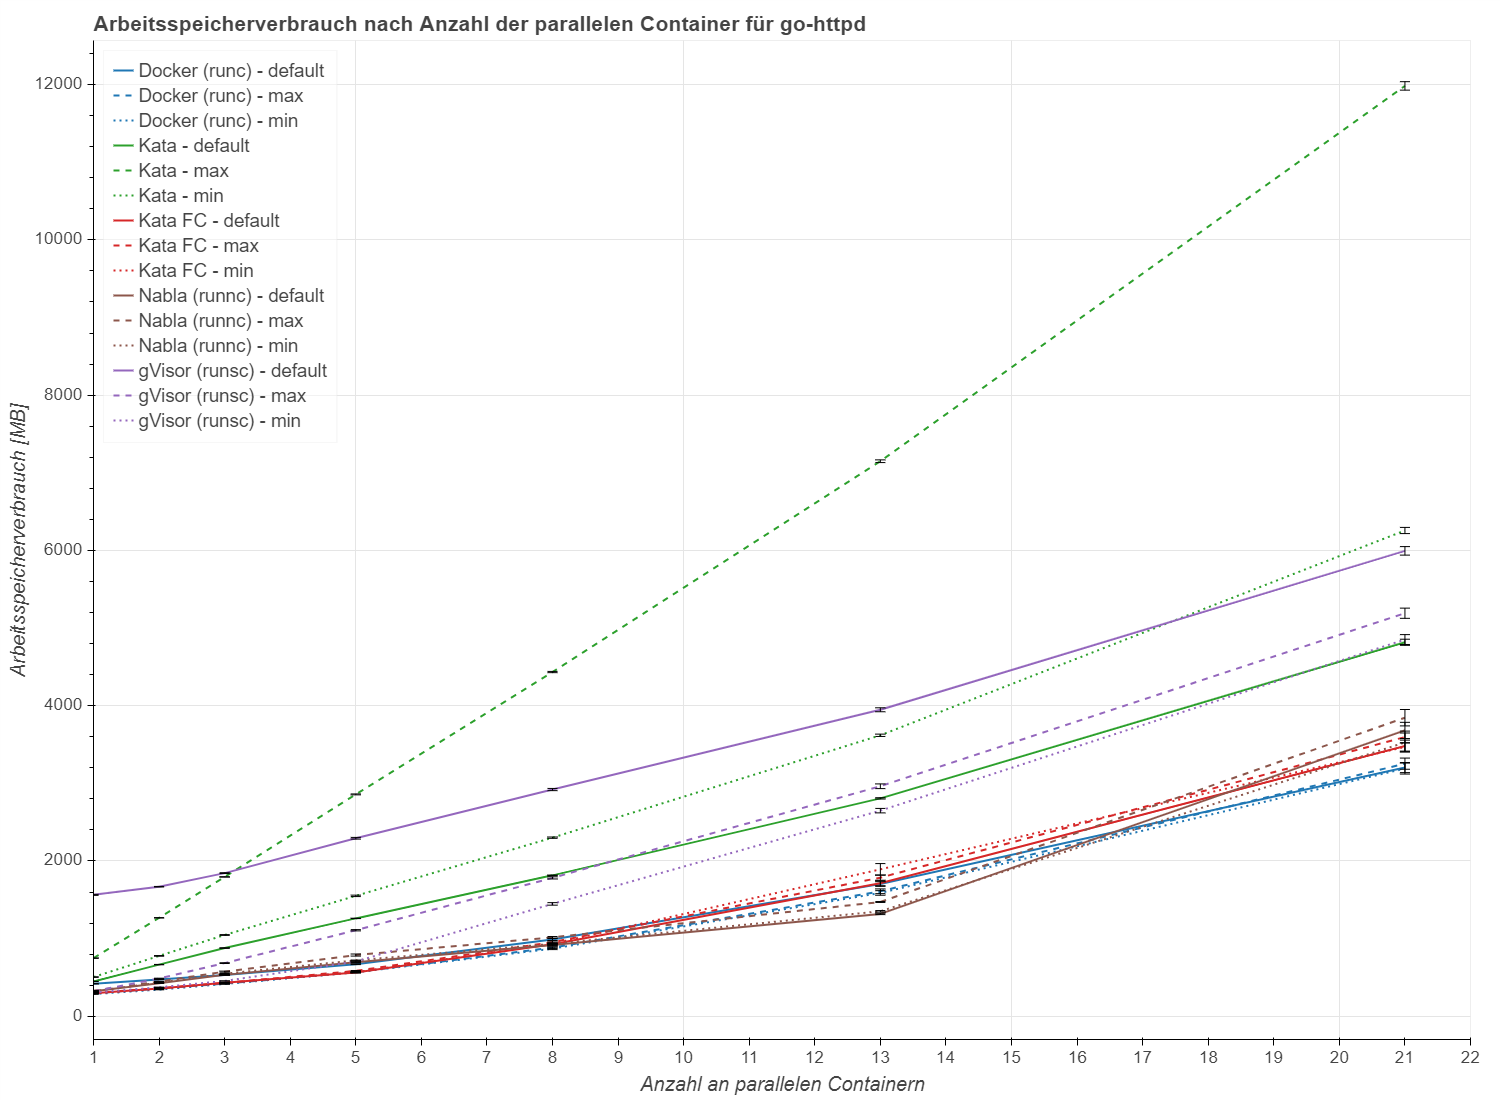 Arbeitsspeicherverbrauch nach Anzahl der parallelen Container für go-httpd
Docker (runc) - default
Docker (runc) - max
Docker (runc) - min
Kata - default
Kata - max
Kata - min
Kata FC - default
Kata FC - max
Kata FC - min
Nabla (runnc) - default
Nabla (runnc) - max
Nabla (runnc) - min
gVisor (runsc) - default
gVisor (runsc) - max
gVisor (runsc) - min
Arbeitsspeicherverbrauch [MB]
12000
10000
8000
6000
4000
2000
0
1 2 3 4 5 6 7 8 9 10 11 12 13 14 15 16 17 18 19 20 21 22
Anzahl an parallelen Containern